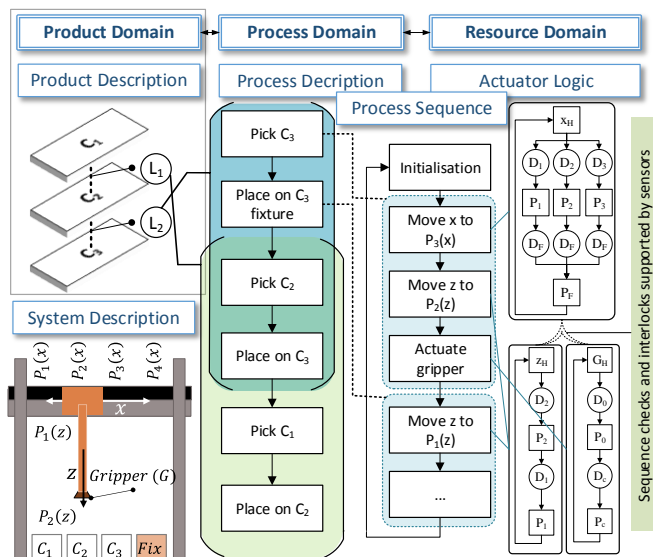 Product Domain
Process Domain
Resource Domain
Product Description
Process Decription
Actuator Logic
Process Sequence
C1
C2
C3
L1
L2
Pick C3
Place on C3
fixture
Pick C2
Place on C3
Pick C1
Place on C2
Initialisation
Move x to
P3(x)
Move z to
P2(z)
Actuate
gripper
Move z to
P1(z)
...
xH
D1
D2
D3
P1
P2
P3
DF
DF
DF
PF
zH
D2
P2
D1
P1
GH
D0
P0
Dc
Pc
Sequence checks and interlocks supported by sensors
System Description
P1(x)
P2(x)
P3(x)
P4(x)
x
P1(z)
z
Gripper (G)
P2(z)
C1
C2
C3
Fix